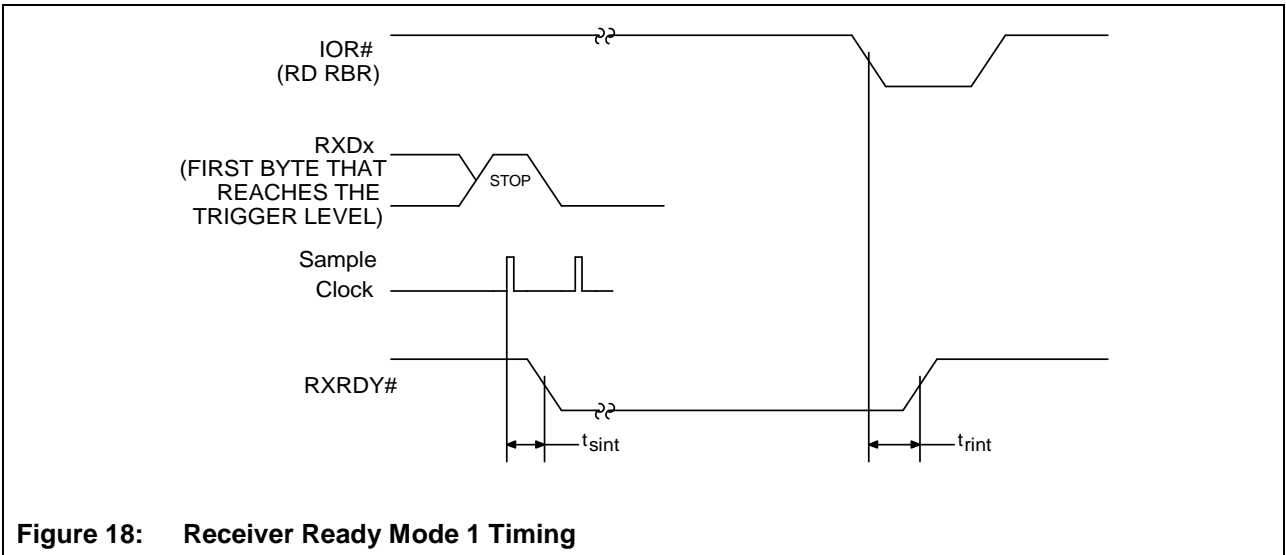 IOR#
(RD RBR)
RXDx
(FIRST BYTE THAT
REACHES THE
TRIGGER LEVEL)
STOP
Sample
Clock
RXRDY#
tsint
trint
Figure 18: Receiver Ready Mode 1 Timing